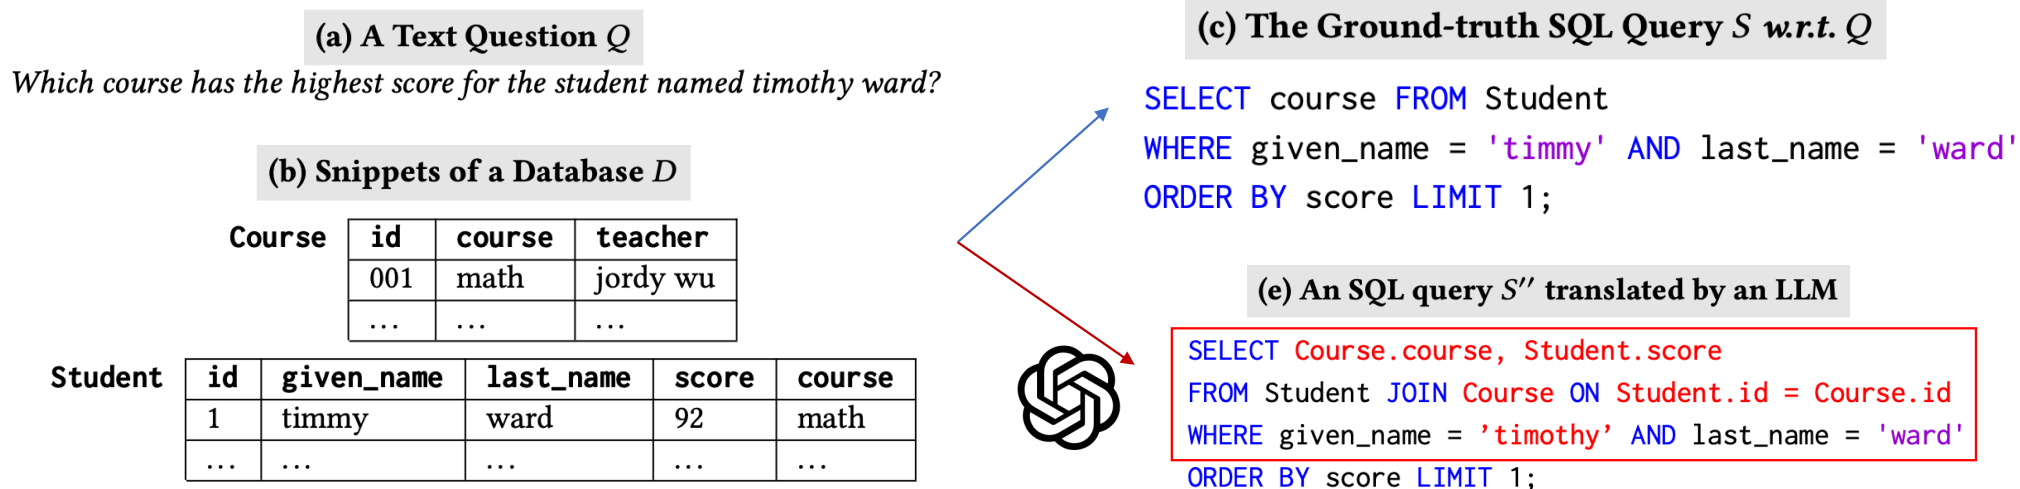 (a) A Text Question Q
Which course has the highest score for the student named timothy ward?
(b) Snippets of a Database D
Course
id course teacher
001 math jordy wu
... ... ...
Student
id given_name last_name score course
1 timmy ward 92 math
... ... ... ... ...
(c) The Ground-truth SQL Query S w.r.t. Q
SELECT course FROM Student
WHERE given_name = 'timmy' AND last_name = 'ward'
ORDER BY score LIMIT 1;
(e) An SQL query S′′ translated by an LLM
SELECT Course.course, Student.score
FROM Student JOIN Course ON Student.id = Course.id
WHERE given_name = ’timothy’ AND last_name = 'ward'
ORDER BY score LIMIT 1;